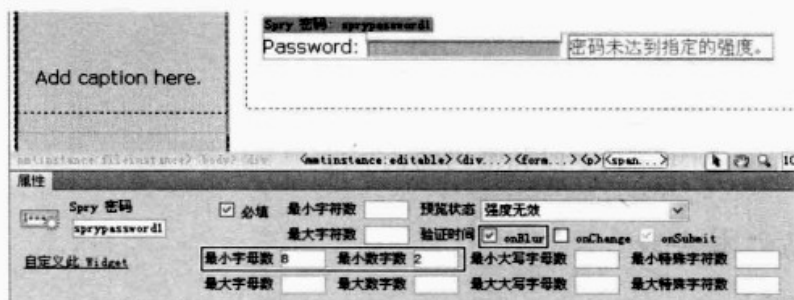 Spry 密码: sprypassword1
Password:
密码未达到指定的强度。
Add caption here.
<mmtinstance:fileinstance> <body> <div
<mmtinstance:editable> <div...> <form...> <p> <span...>
10
属性
Spry 密码
sprypassword1
自定义此 Widget
必填 最小字符数 预览状态 强度无效
最大字符数 验证时间 onBlur onChange onSubmit
最小字母数 8 最小数字数 2 最小大写字母数 最小特殊字符数
最大字母数 最大数字数 最大大写字母数 最大特殊字符数